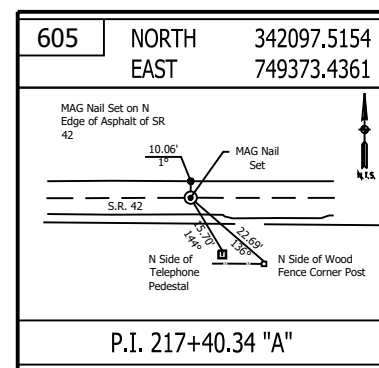 605 NORTH 342097.5154
EAST 749373.4361
MAG Nail Set on N
Edge of Asphalt of SR
42
10.06'
1°
MAG Nail
Set
N.T.S.
S.R. 42
15.70'
144°
22.69'
136°
N Side of
Telephone
Pedestal
T
N Side of Wood
Fence Corner Post
P.I. 217+40.34 "A"